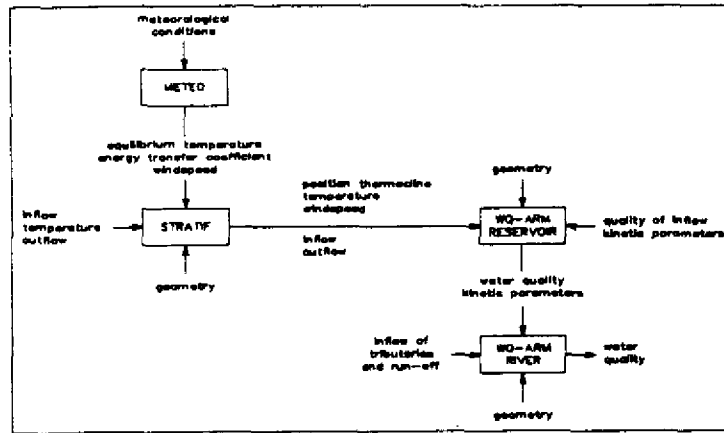 meteorological
conditions
METEO
equilibrium temperature
energy transfer coefficient
windspeed
position thermocline
temperature
windspeed
geometry
inflow
temperature
outflow
STRATIF
inflow
outflow
WQ-ARM
RESERVOIR
quality of inflow
kinetic parameters
geometry
water quality
kinetic parameters
inflow of
tributaries
and run-off
WQ-ARM
RIVER
water
quality
geometry